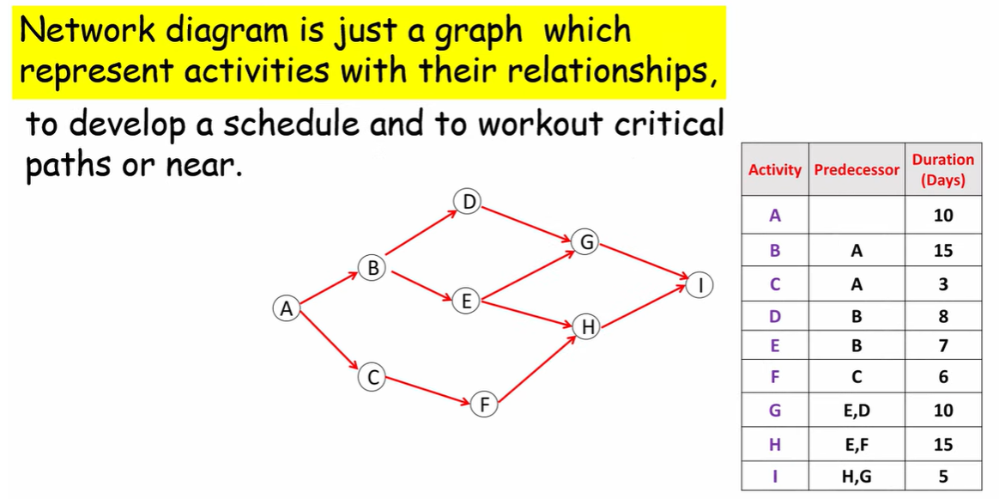 Network diagram is just a graph which
represent activities with their relationships,
to develop a schedule and to workout critical
paths or near.
D
G
B
I
E
A
H
C
F
Activity Predecessor Duration (Days)
A 10
B A 15
C A 3
D B 8
E B 7
F C 6
G E,D 10
H E,F 15
I H,G 5